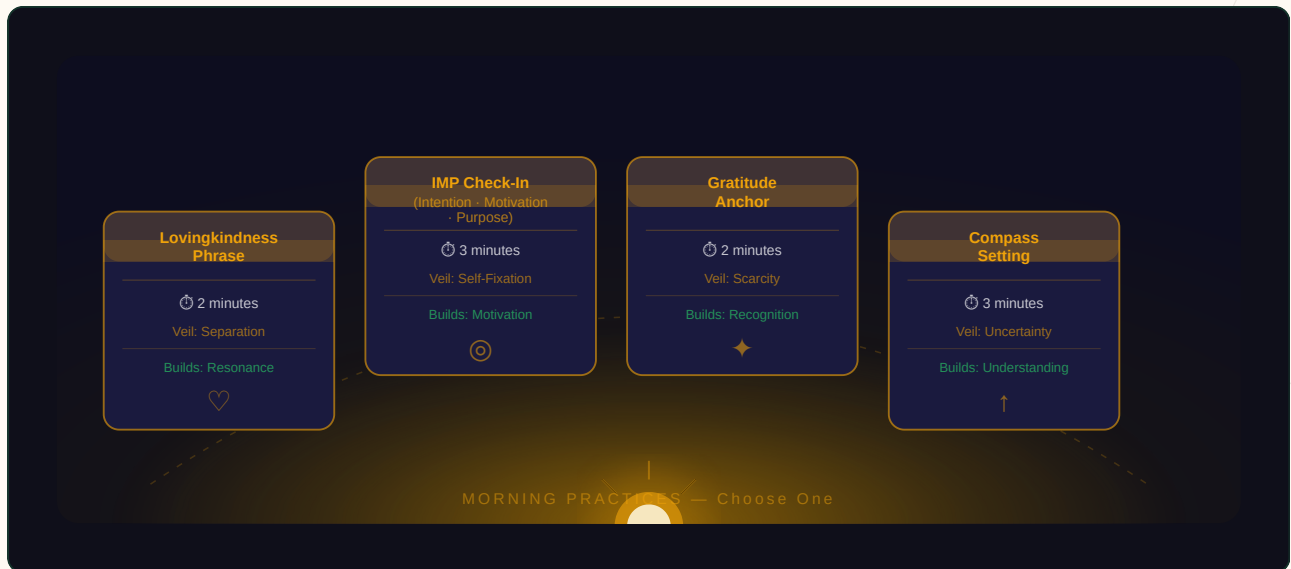 Lovingkindness
Phrase
⏱ 2 minutes
Veil: Separation
Builds: Resonance
IMP Check-In
(Intention · Motivation
· Purpose)
⏱ 3 minutes
Veil: Self-Fixation
Builds: Motivation
Gratitude
Anchor
⏱ 2 minutes
Veil: Scarcity
Builds: Recognition
Compass
Setting
⏱ 3 minutes
Veil: Uncertainty
Builds: Understanding
MORNING PRACTICES — Choose One